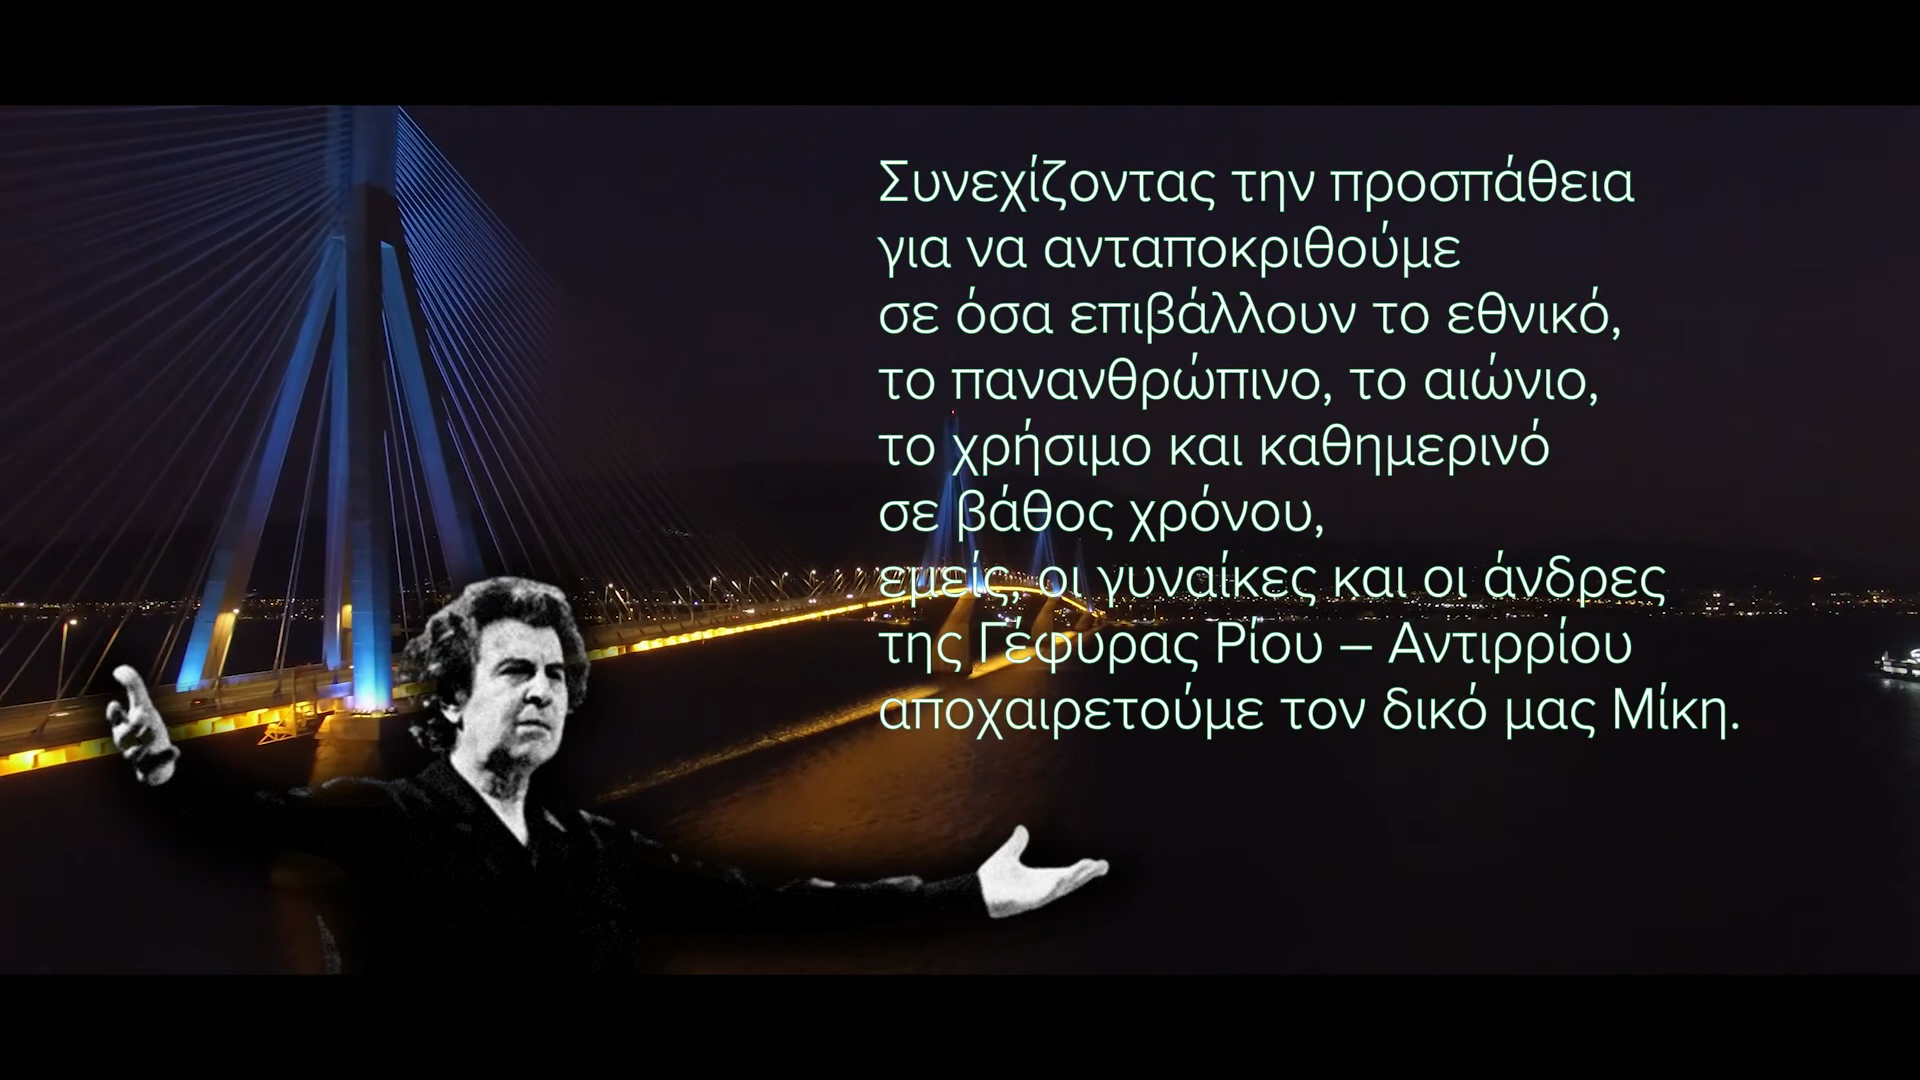 Συνεχίζοντας την προσπάθεια
για να ανταποκριθούμε
σε όσα επιβάλλουν το εθνικό,
το πανανθρώπινο, το αιώνιο,
το χρήσιμο και καθημερινό
σε βάθος χρόνου,
εμείς, οι γυναίκες και οι άνδρες
της Γέφυρας Ρίου – Αντιρρίου
αποχαιρετούμε τον δικό μας Μίκη.